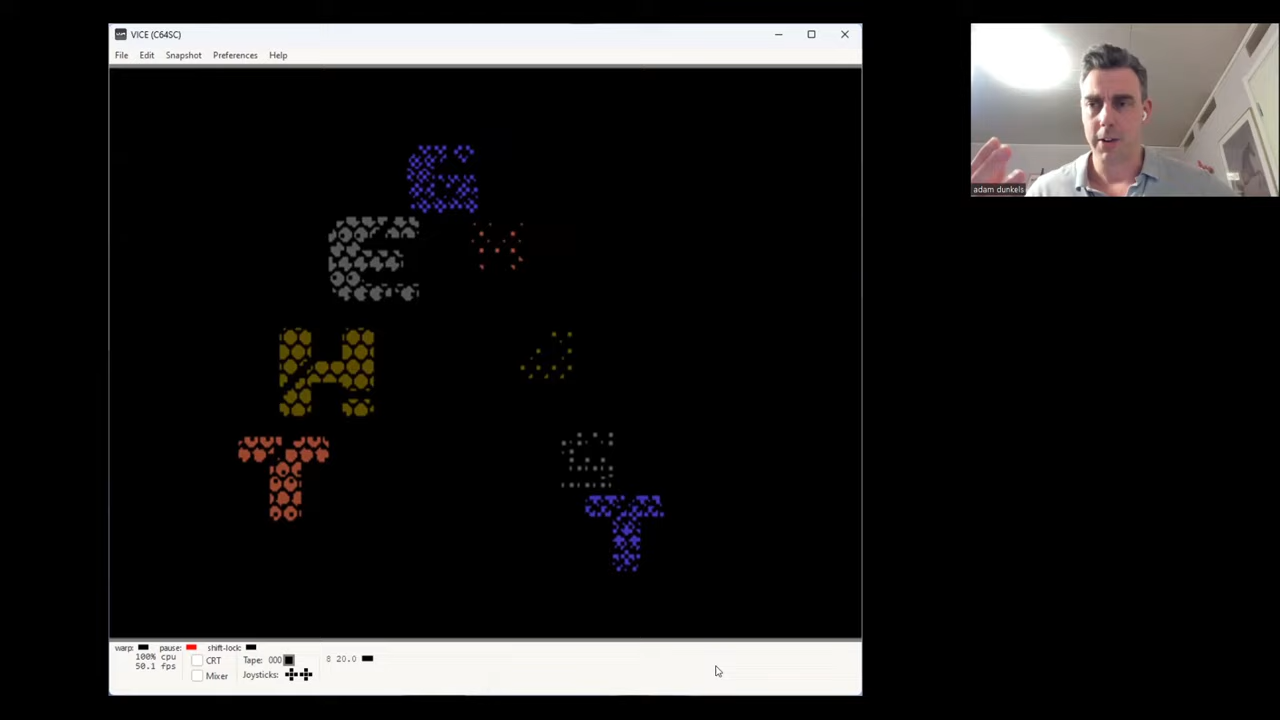 VICE (C64SC)
File Edit Snapshot Preferences Help
T
H
E
J
T
warp: pause: shift-lock:
100% cpu
50.1 fps
CRT
Mixer
Tape: 000
Joysticks:
8 20.0
adam dunkels